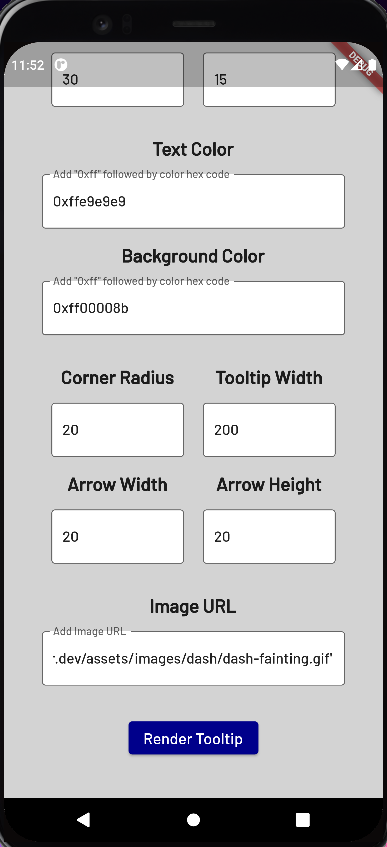 11:52
DEBUG
30 15
Text Color
Add "0xff" followed by color hex code
0xffe9e9e9
Background Color
Add "0xff" followed by color hex code
0xff00008b
Corner Radius Tooltip Width
20 200
Arrow Width Arrow Height
20 20
Image URL
Add Image URL
r.dev/assets/images/dash/dash-fainting.gif'
Render Tooltip